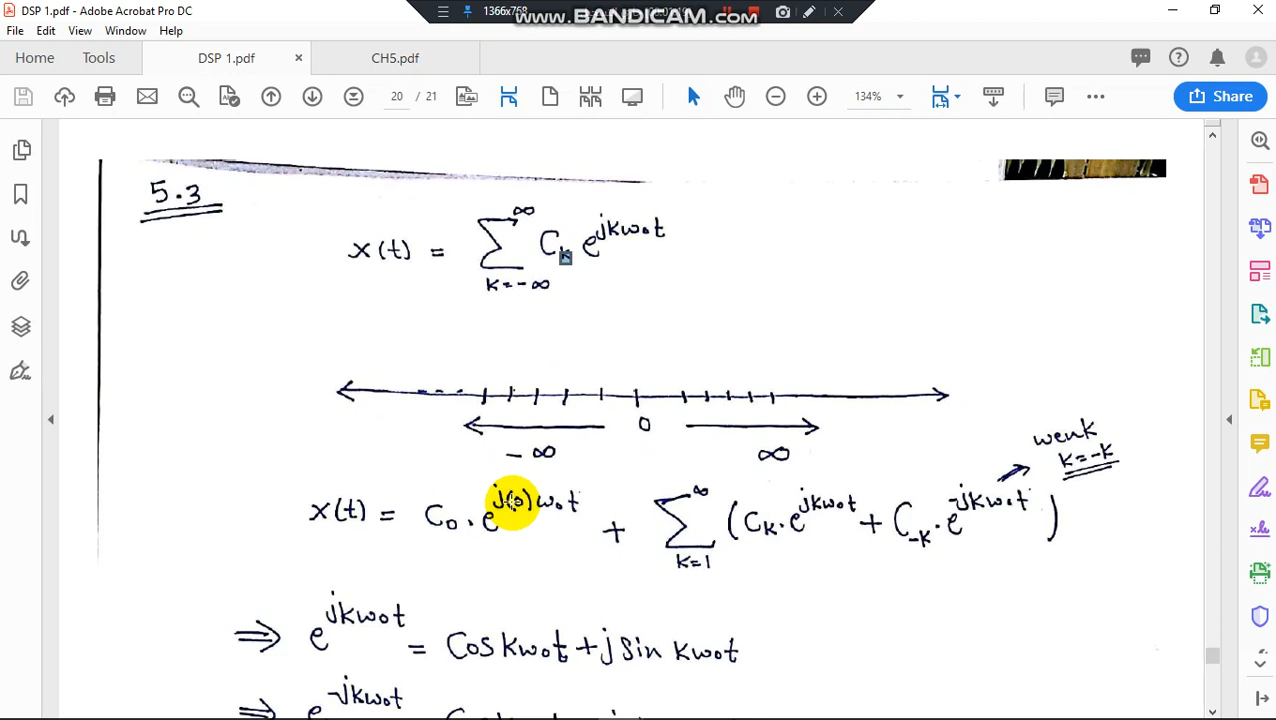 DSP 1.pdf - Adobe Acrobat Pro DC
1366x768
www.BANDICAM.com
File Edit View Window Help
Home Tools DSP 1.pdf × CH5.pdf
20 / 21
134%
Share
5.3
x(t) = ∑_{k=-∞}^{∞} C_k e^{jkw₀t}
0
- ∞ ∞
wenk
k=-k
x(t) = C₀ · e^{j(0)w₀t} + ∑_{k=1}^{∞} (C_k · e^{jkw₀t} + C_{-k} · e^{-jkw₀t})
⇒ e^{jkw₀t} = Cos kw₀t + j Sin kw₀t
⇒ e^{-jkw₀t}